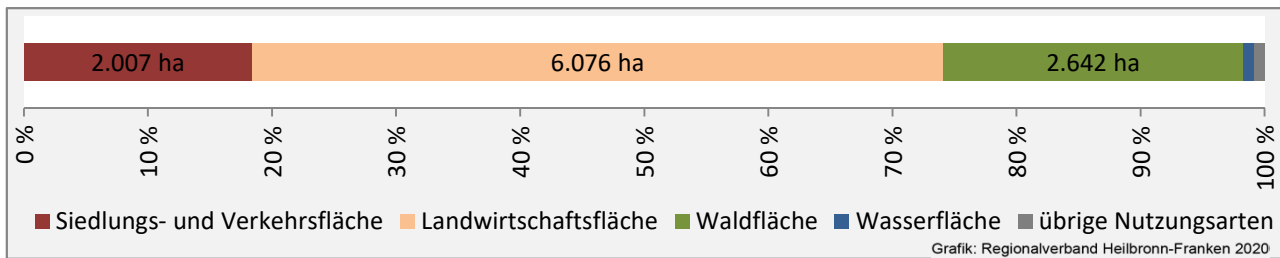 2.007 ha 6.076 ha 2.642 ha
0 % 10 % 20 % 30 % 40 % 50 % 60 % 70 % 80 % 90 % 100 %
Siedlungs- und Verkehrsfläche Landwirtschaftsfläche Waldfläche Wasserfläche übrige Nutzungsarten
Grafik: Regionalverband Heilbronn-Franken 2020